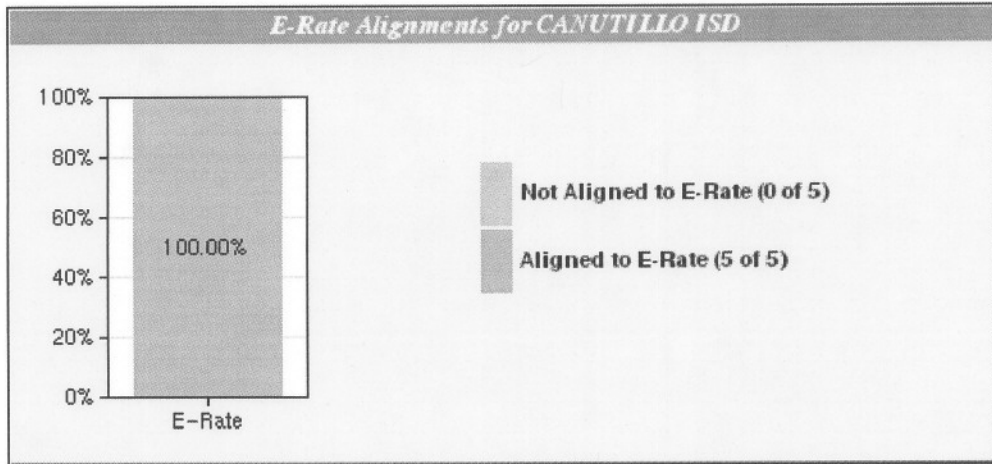 E-Rate Alignments for CANUTILLO ISD
100%
80%
60%
40%
20%
0%
100.00%
E-Rate
Not Aligned to E-Rate (0 of 5)
Aligned to E-Rate (5 of 5)